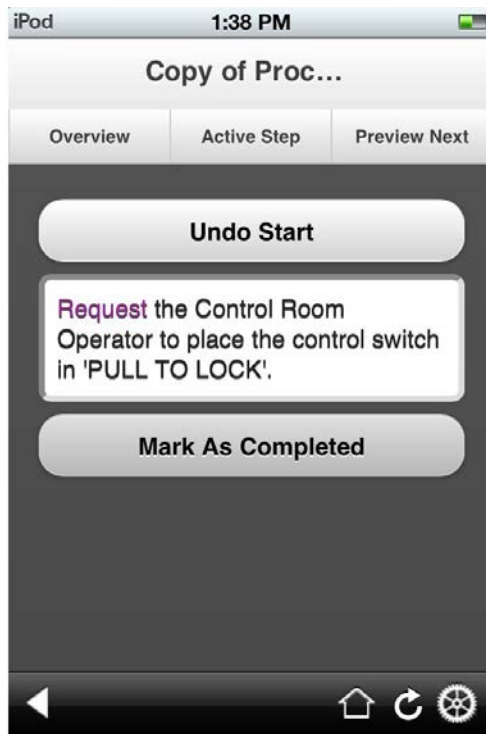 iPod 1:38 PM
Copy of Proc...
Overview Active Step Preview Next
Undo Start
Request the Control Room
Operator to place the control switch
in 'PULL TO LOCK'.
Mark As Completed